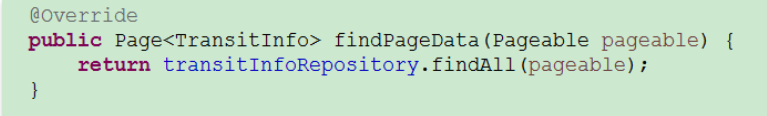 @Override
public Page<TransitInfo> findPageData(Pageable pageable) {
return transitInfoRepository.findAll(pageable);
}